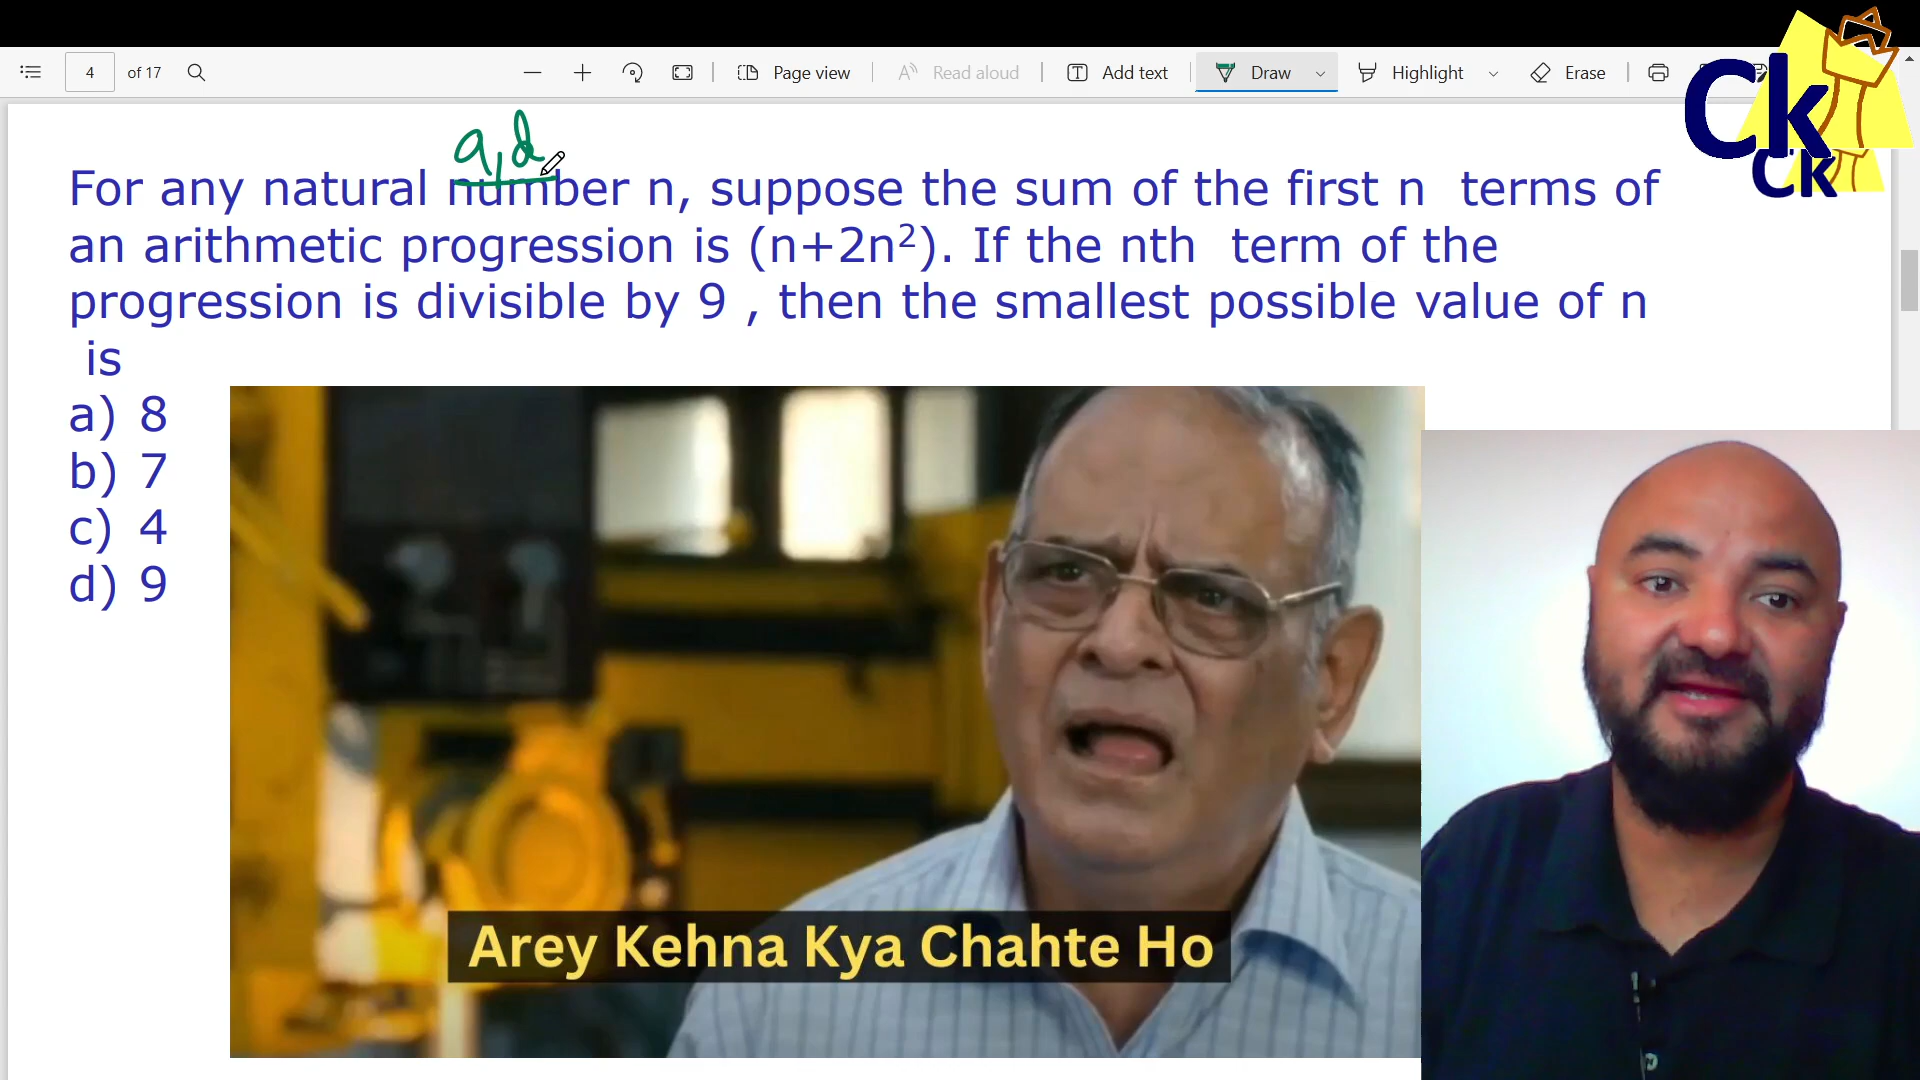 4 of 17 Page view Read aloud Add text Draw Highlight Erase
Ck
Ck
a, d
For any natural number n, suppose the sum of the first n terms of
an arithmetic progression is (n+2n²). If the nth term of the
progression is divisible by 9 , then the smallest possible value of n
is
a) 8
b) 7
c) 4
d) 9
Arey Kehna Kya Chahte Ho